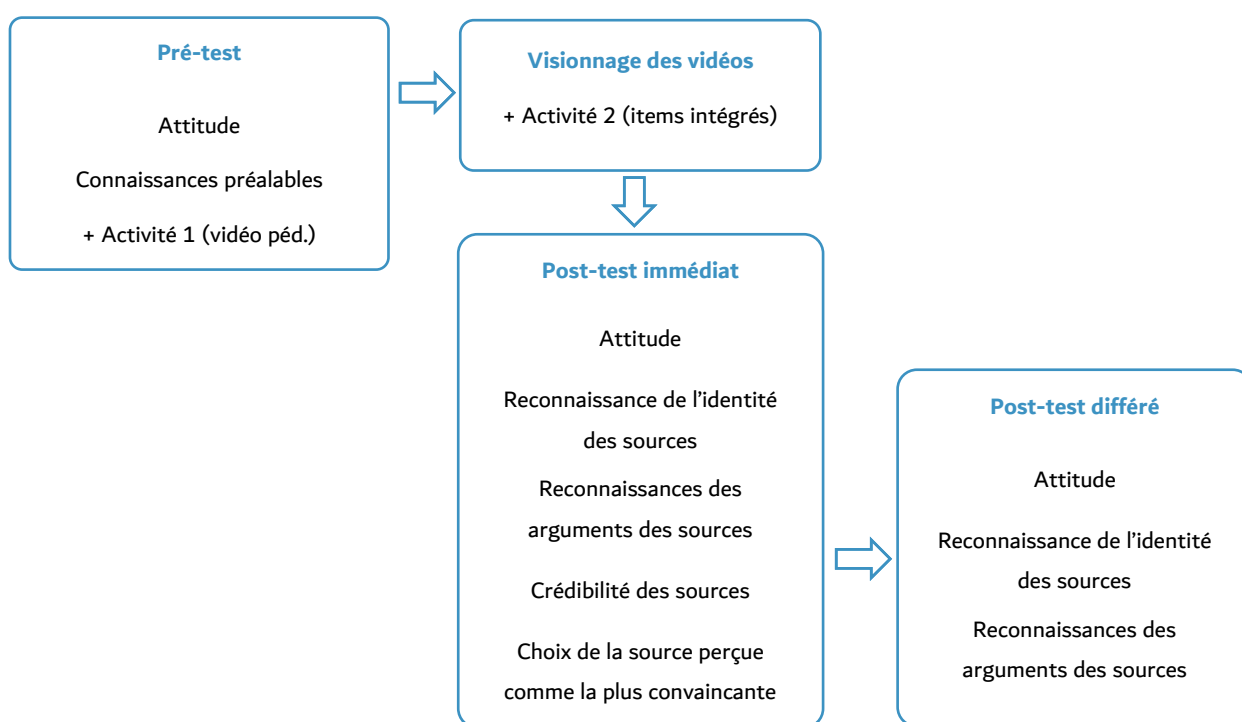 Pré-test
Attitude
Connaissances préalables
+ Activité 1 (vidéo péd.)
Visionnage des vidéos
+ Activité 2 (items intégrés)
Post-test immédiat
Attitude
Reconnaissance de l’identité
des sources
Reconnaissances des
arguments des sources
Crédibilité des sources
Choix de la source perçue
comme la plus convaincante
Post-test différé
Attitude
Reconnaissance de l’identité
des sources
Reconnaissances des
arguments des sources